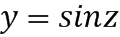 y = sinz